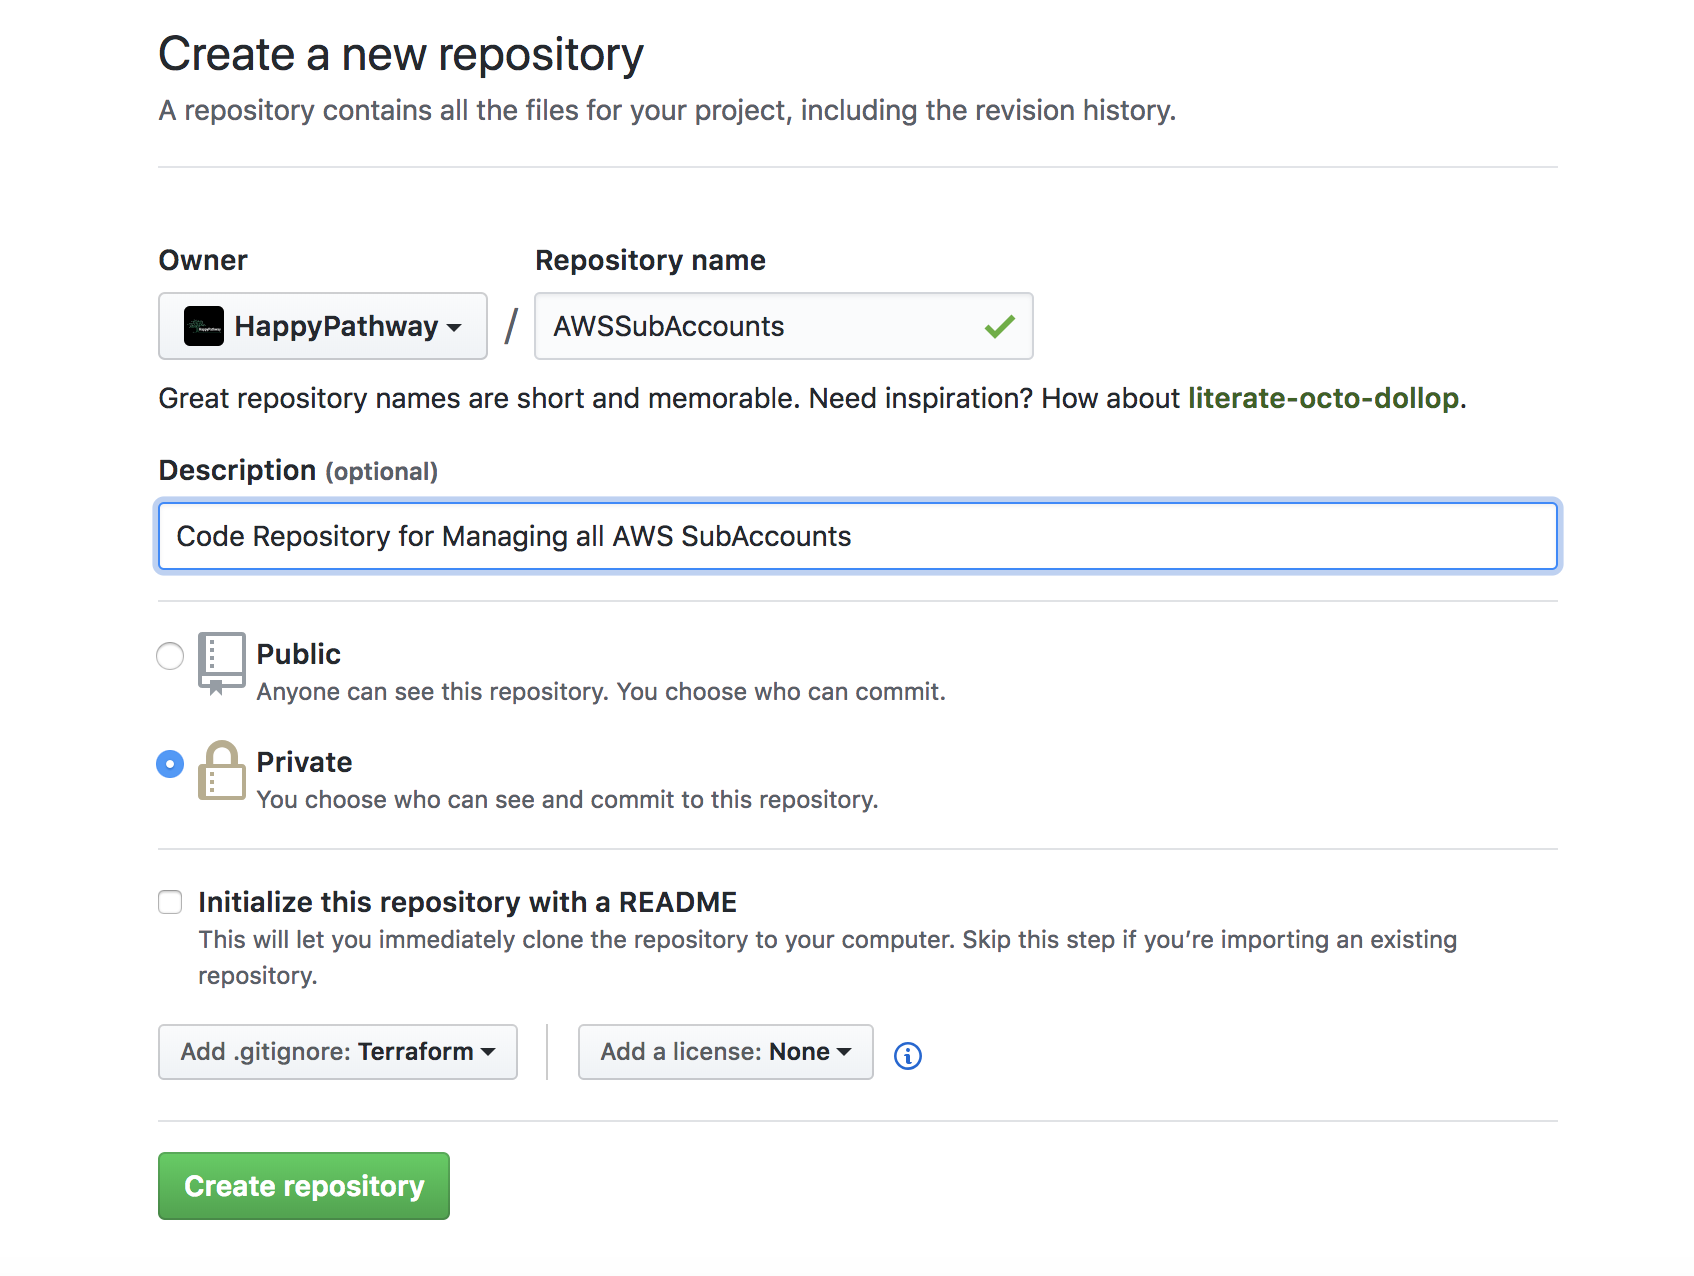 Create a new repository
A repository contains all the files for your project, including the revision history.
Owner
Repository name
HappyPathway
/
AWSSubAccounts
Great repository names are short and memorable. Need inspiration? How about literate-octo-dollop.
Description (optional)
Code Repository for Managing all AWS SubAccounts
Public
Anyone can see this repository. You choose who can commit.
Private
You choose who can see and commit to this repository.
Initialize this repository with a README
This will let you immediately clone the repository to your computer. Skip this step if you’re importing an existing
repository.
Add .gitignore: Terraform
Add a license: None
Create repository